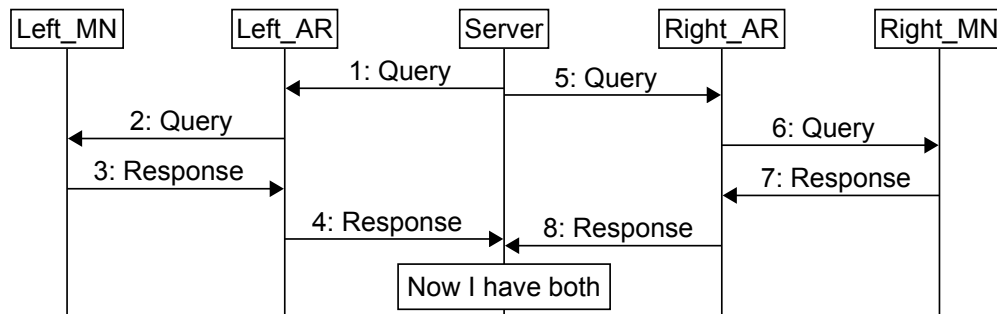 Left_MN
Left_AR
Server
Right_AR
Right_MN
1: Query
5: Query
2: Query
6: Query
3: Response
7: Response
4: Response
8: Response
Now I have both